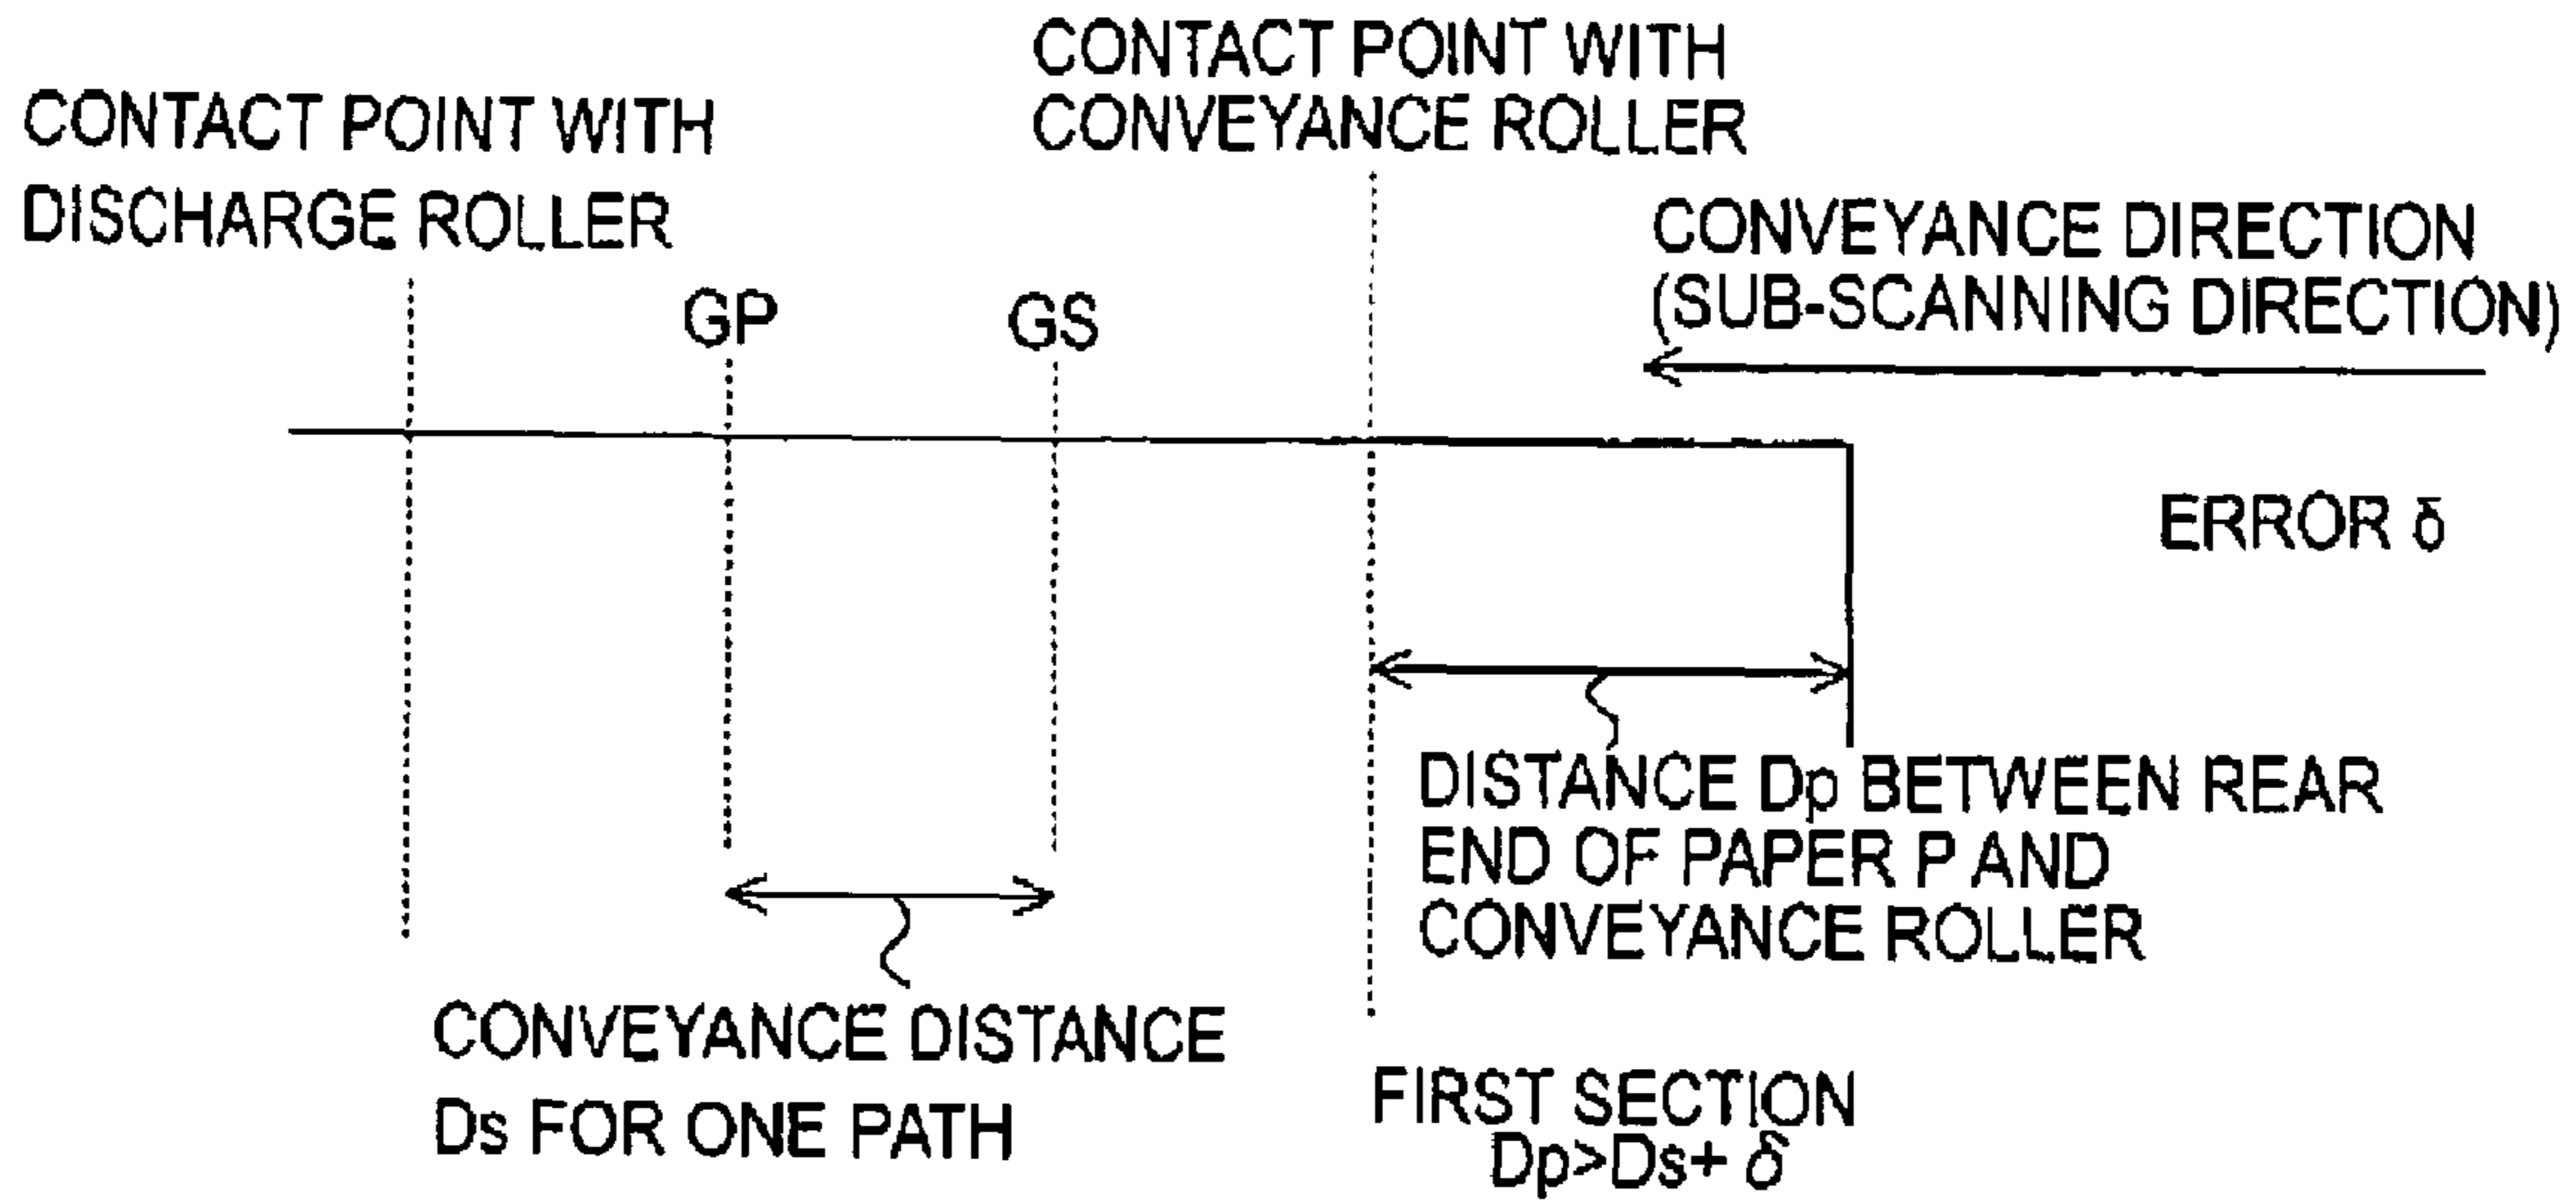 CONTACT POINT WITH
DISCHARGE ROLLER
CONTACT POINT WITH
CONVEYANCE ROLLER
CONVEYANCE DIRECTION
(SUB-SCANNING DIRECTION)
GP
GS
ERROR δ
DISTANCE Dp BETWEEN REAR
END OF PAPER P AND
CONVEYANCE ROLLER
CONVEYANCE DISTANCE
Ds FOR ONE PATH
FIRST SECTION
Dp>Ds+ δ